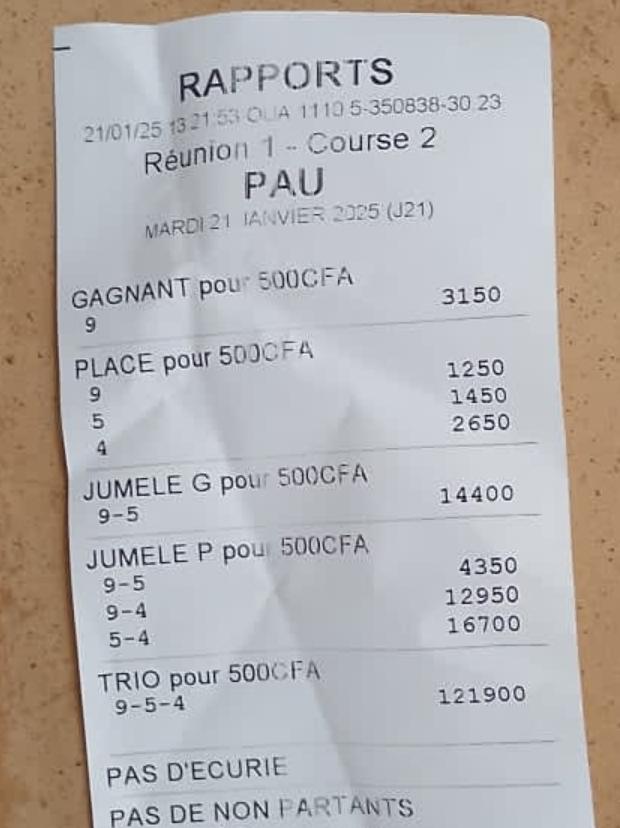 RAPPORTS
21/01/25 13:21:53 QUA 1110 5-350838-30 23
Réunion 1 - Course 2
PAU
MARDI 21 JANVIER 2025 (J21)
GAGNANT pour 500CFA
9 3150
PLACE pour 500CFA
9 1250
5 1450
4 2650
JUMELE G pour 500CFA
9-5 14400
JUMELE P pour 500CFA
9-5 4350
9-4 12950
5-4 16700
TRIO pour 500CFA
9-5-4 121900
PAS D'ECURIE
PAS DE NON PARTANTS